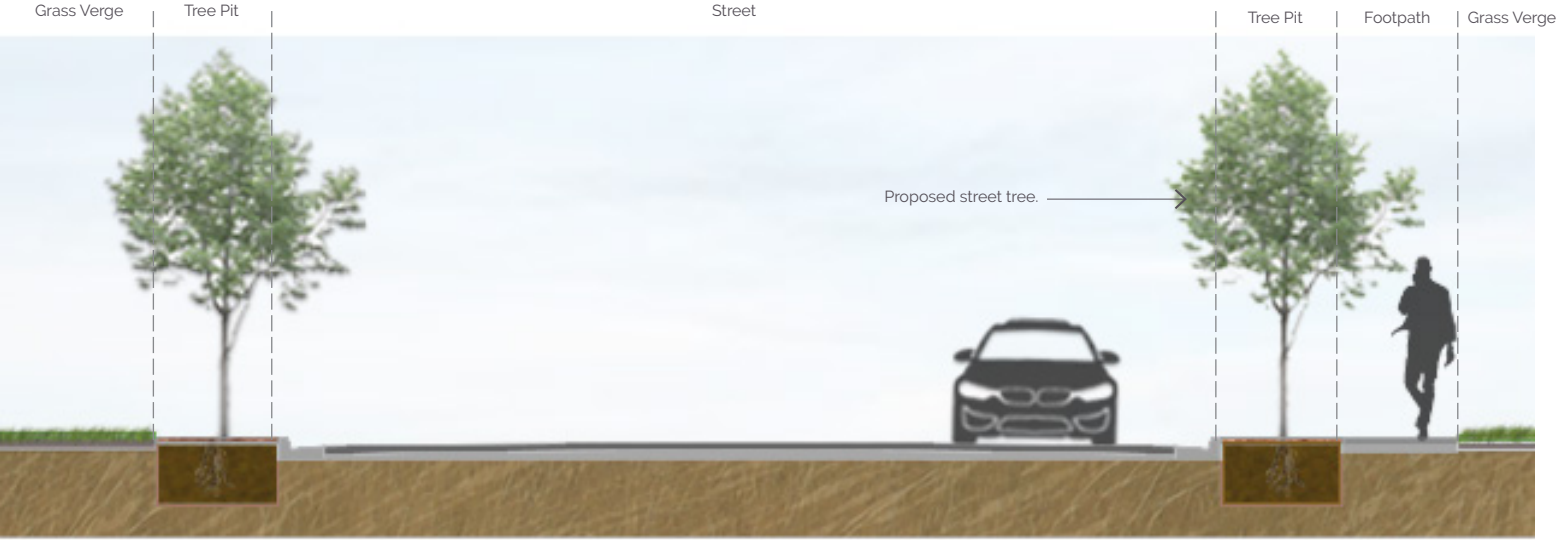 Grass Verge
Tree Pit
Street
Tree Pit
Footpath
Grass Verge
Proposed street tree.